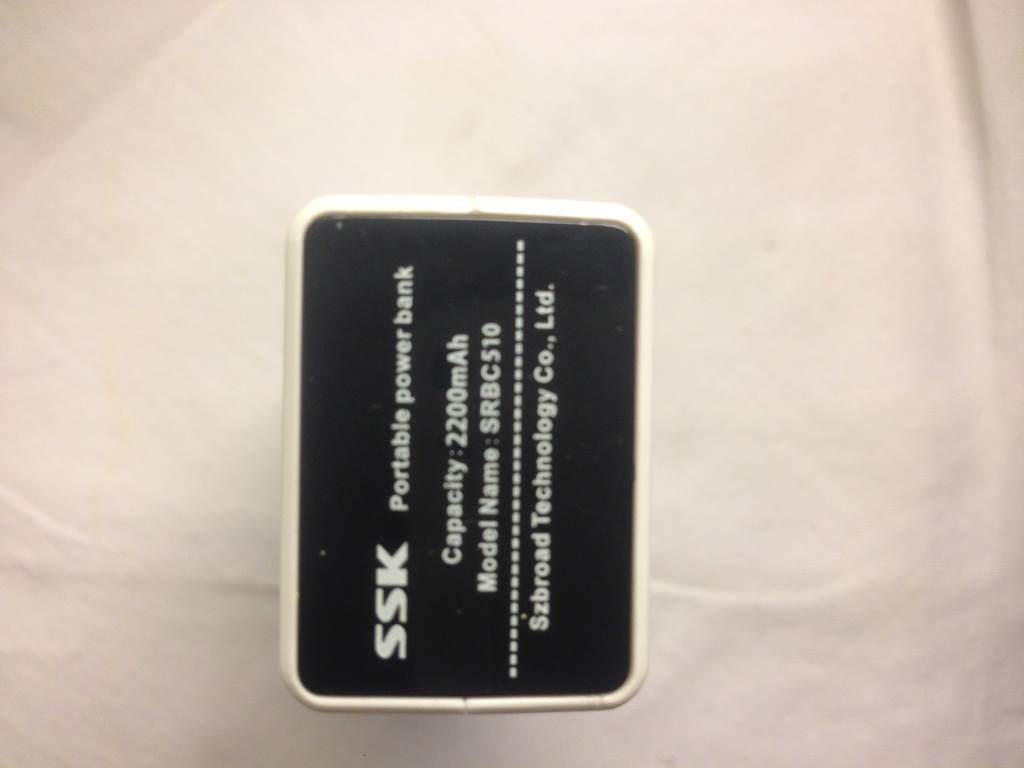 SSK Portable power bank
Capacity:2200mAh
Model Name:SRBC510
Szbroad Technology Co., Ltd.